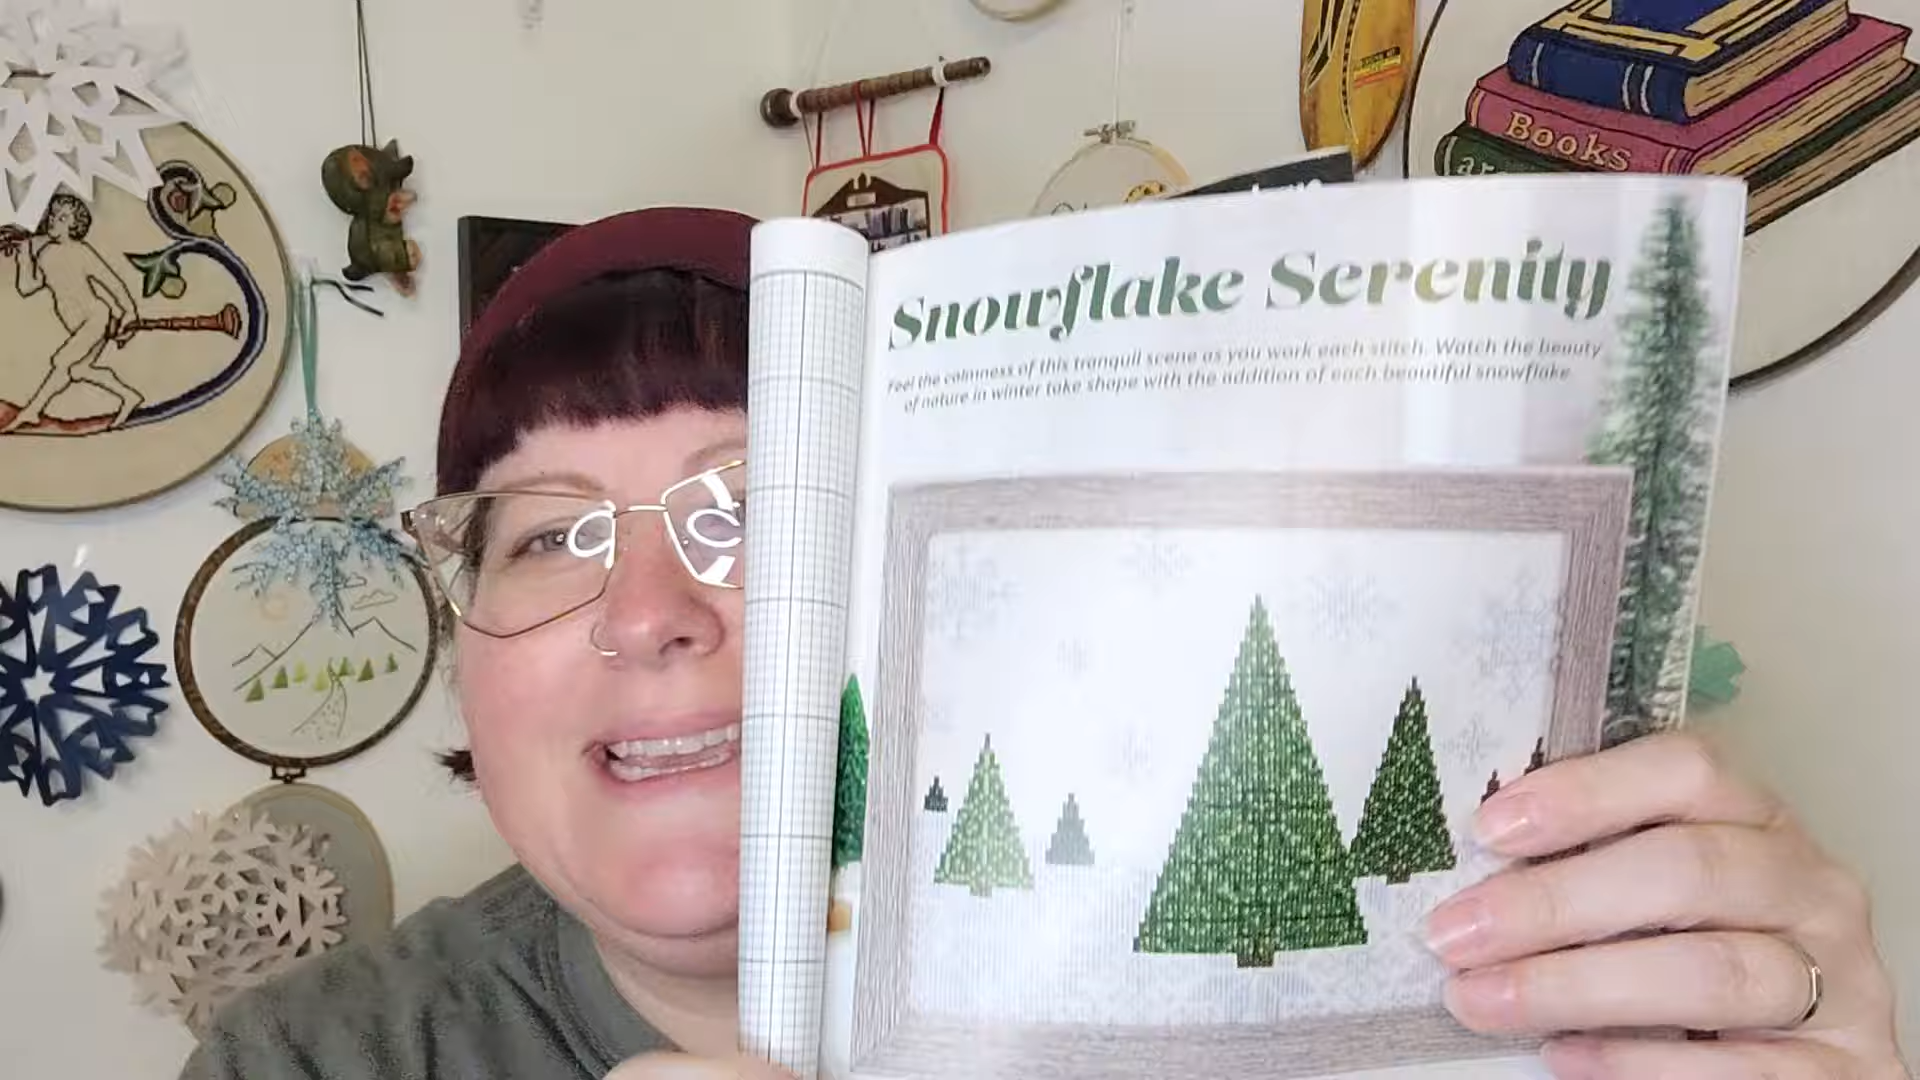 Books
ar
Snowflake Serenity
Feel the calmness of this tranquil scene as you work each stitch. Watch the beauty
of nature in winter take shape with the addition of each beautiful snowflake